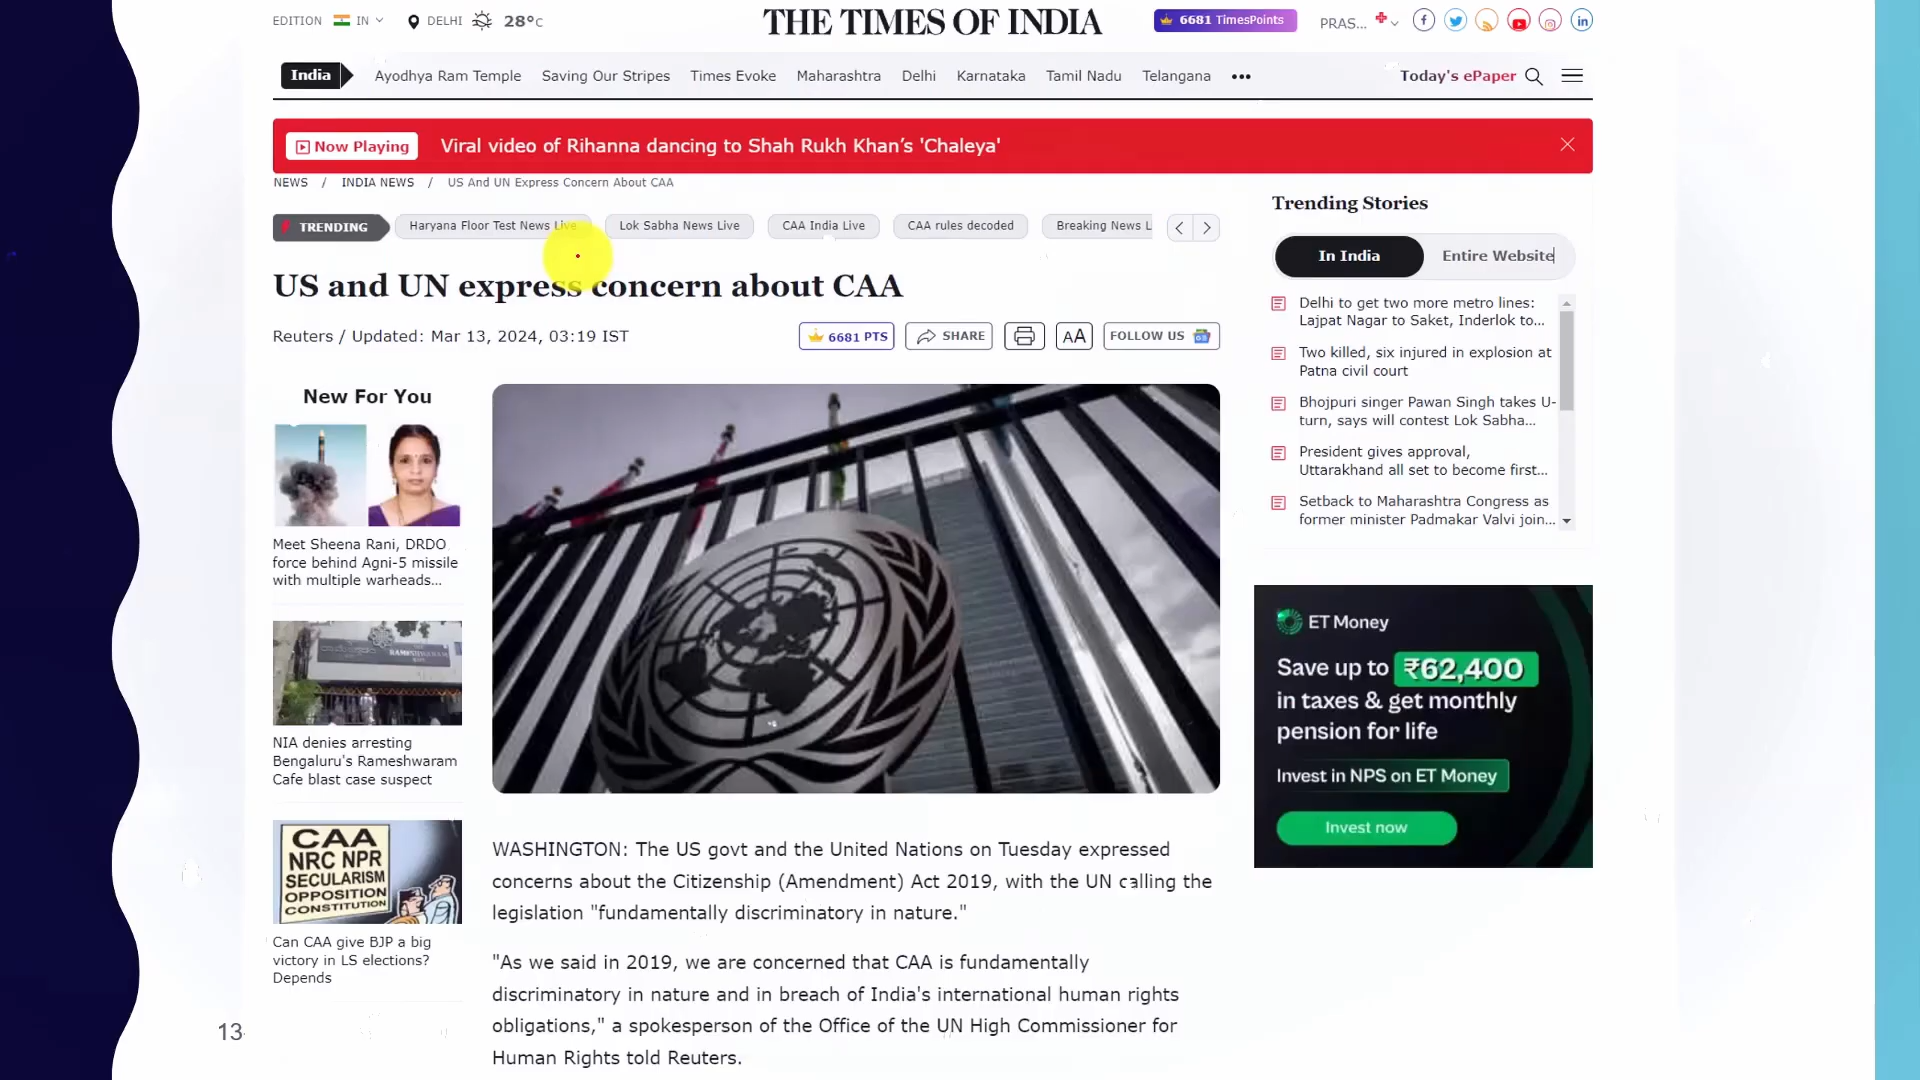 EDITION IN DELHI 28°C
THE TIMES OF INDIA
6681 TimesPoints
PRAS...
India Ayodhya Ram Temple Saving Our Stripes Times Evoke Maharashtra Delhi Karnataka Tamil Nadu Telangana •••
Today's ePaper
Now Playing Viral video of Rihanna dancing to Shah Rukh Khan's 'Chaleya'
NEWS / INDIA NEWS / US And UN Express Concern About CAA
TRENDING Haryana Floor Test News Live Lok Sabha News Live CAA India Live CAA rules decoded Breaking News L
US and UN express concern about CAA
Reuters / Updated: Mar 13, 2024, 03:19 IST
6681 PTS SHARE AA FOLLOW US
New For You
Meet Sheena Rani, DRDO
force behind Agni-5 missile
with multiple warheads...
NIA denies arresting
Bengaluru's Rameshwaram
Cafe blast case suspect
CAA
NRC NPR
SECULARISM
OPPOSITION
CONSTITUTION
Can CAA give BJP a big
victory in LS elections?
Depends
WASHINGTON: The US govt and the United Nations on Tuesday expressed
concerns about the Citizenship (Amendment) Act 2019, with the UN calling the
legislation "fundamentally discriminatory in nature."
"As we said in 2019, we are concerned that CAA is fundamentally
discriminatory in nature and in breach of India's international human rights
obligations," a spokesperson of the Office of the UN High Commissioner for
Human Rights told Reuters.
Trending Stories
In India Entire Website
Delhi to get two more metro lines:
Lajpat Nagar to Saket, Inderlok to...
Two killed, six injured in explosion at
Patna civil court
Bhojpuri singer Pawan Singh takes U-
turn, says will contest Lok Sabha...
President gives approval,
Uttarakhand all set to become first...
Setback to Maharashtra Congress as
former minister Padmakar Valvi join...
ET Money
Save up to ₹62,400
in taxes & get monthly
pension for life
Invest in NPS on ET Money
Invest now
13